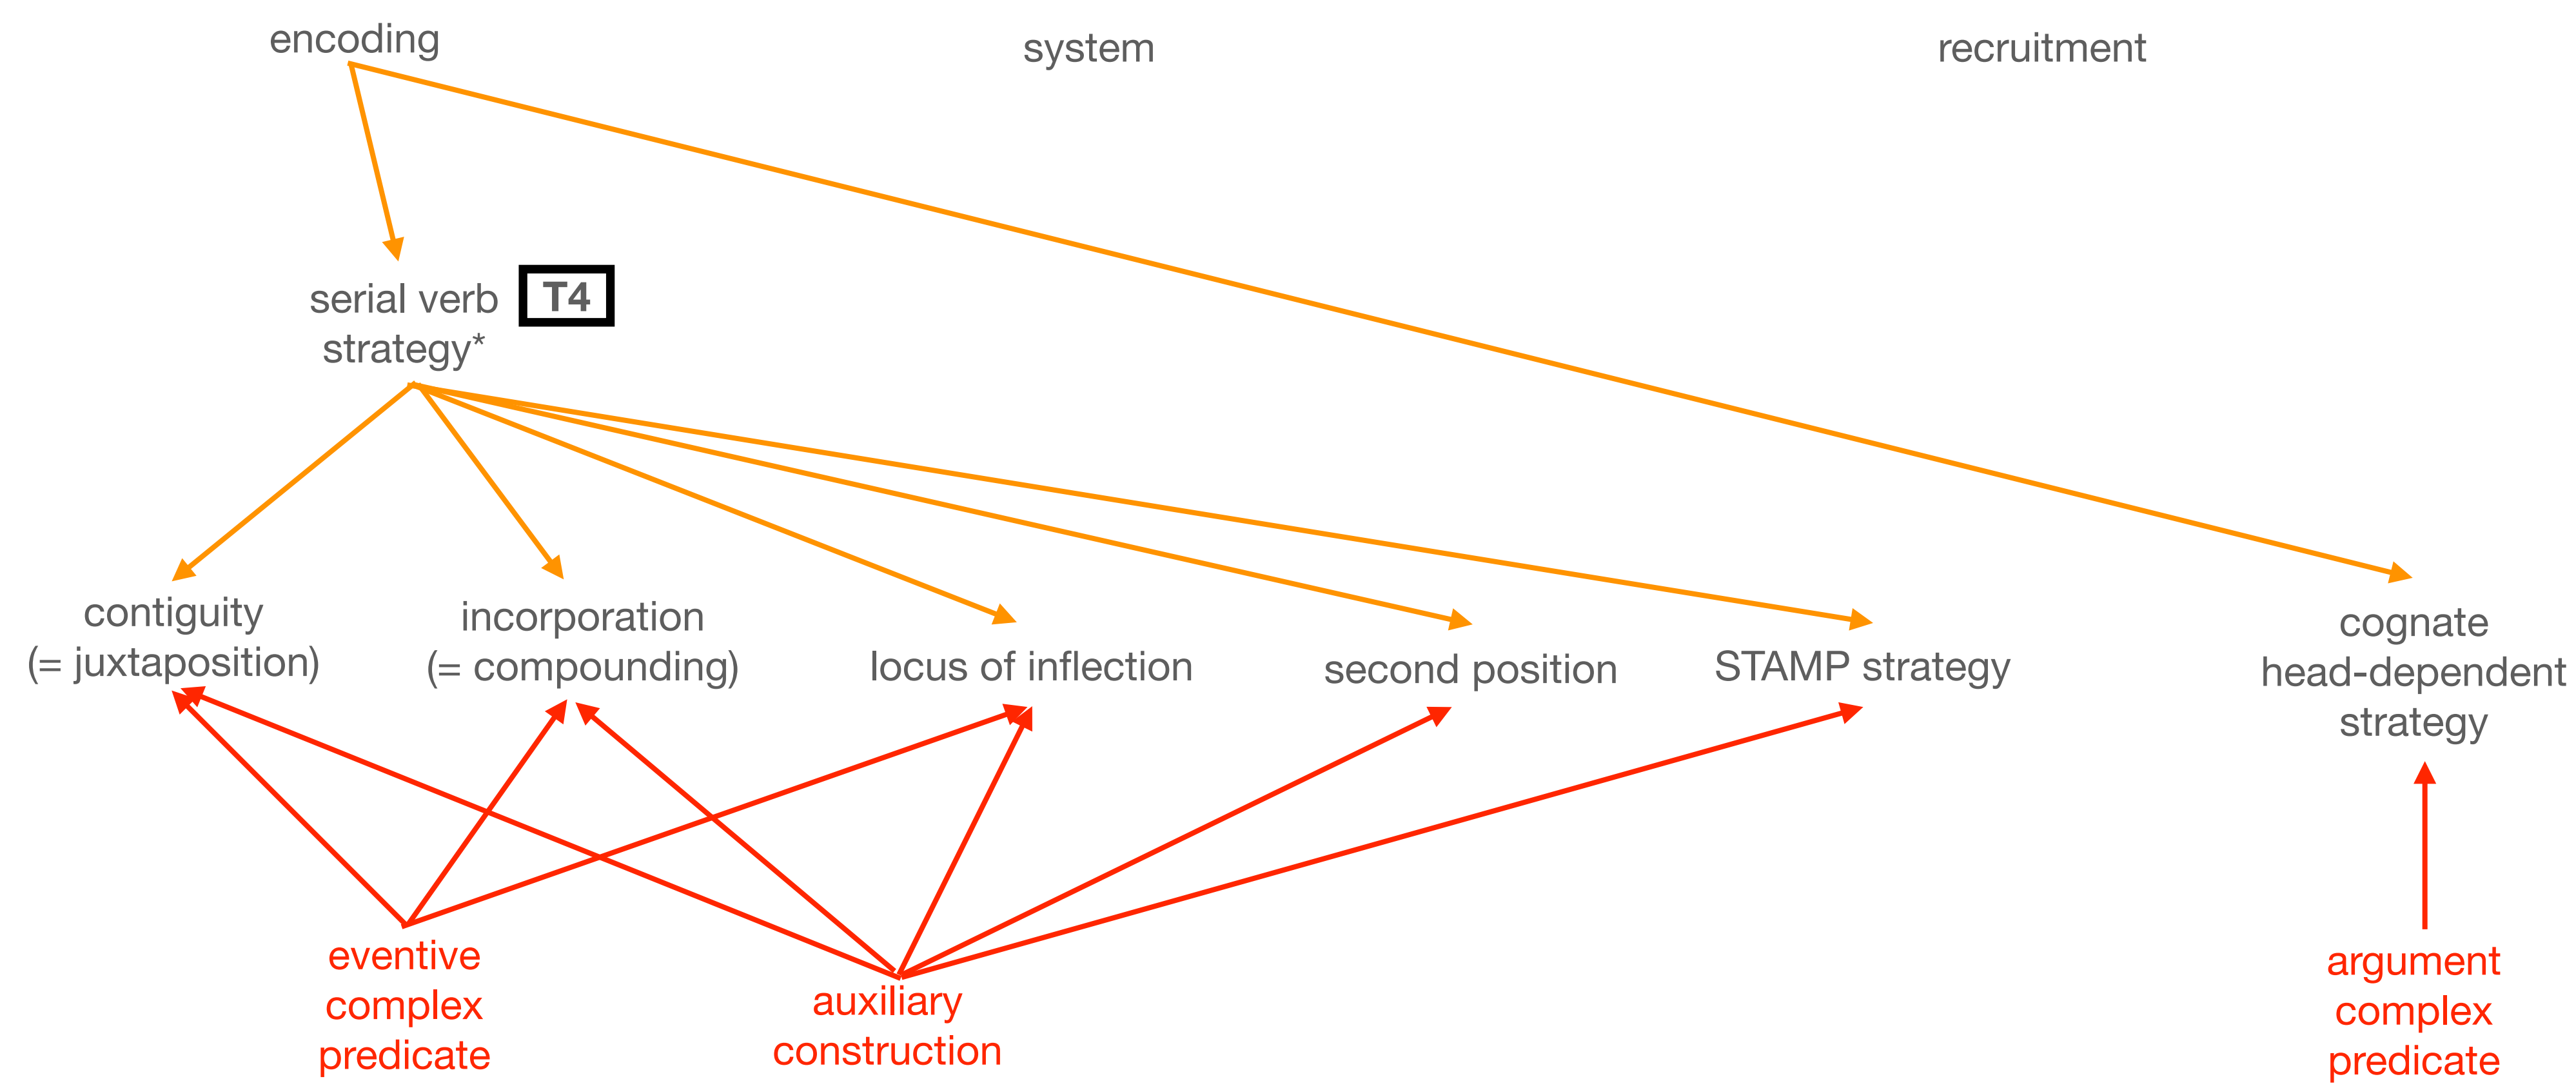 encoding
system
recruitment
serial verb
strategy*
T4
contiguity
(= juxtaposition)
incorporation
(= compounding)
locus of inflection
second position
STAMP strategy
cognate
head-dependent
strategy
eventive
complex
predicate
auxiliary
construction
argument
complex
predicate